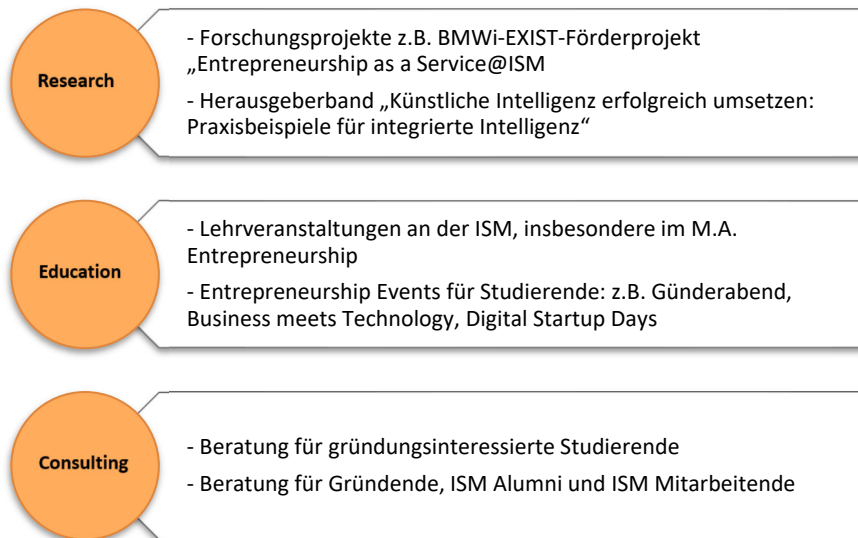 Research
- Forschungsprojekte z.B. BMWi-EXIST-Förderprojekt
„Entrepreneurship as a Service@ISM
- Herausgeberband „Künstliche Intelligenz erfolgreich umsetzen:
Praxisbeispiele für integrierte Intelligenz“
Education
- Lehrveranstaltungen an der ISM, insbesondere im M.A.
Entrepreneurship
- Entrepreneurship Events für Studierende: z.B. Günderabend,
Business meets Technology, Digital Startup Days
Consulting
- Beratung für gründungsinteressierte Studierende
- Beratung für Gründende, ISM Alumni und ISM Mitarbeitende